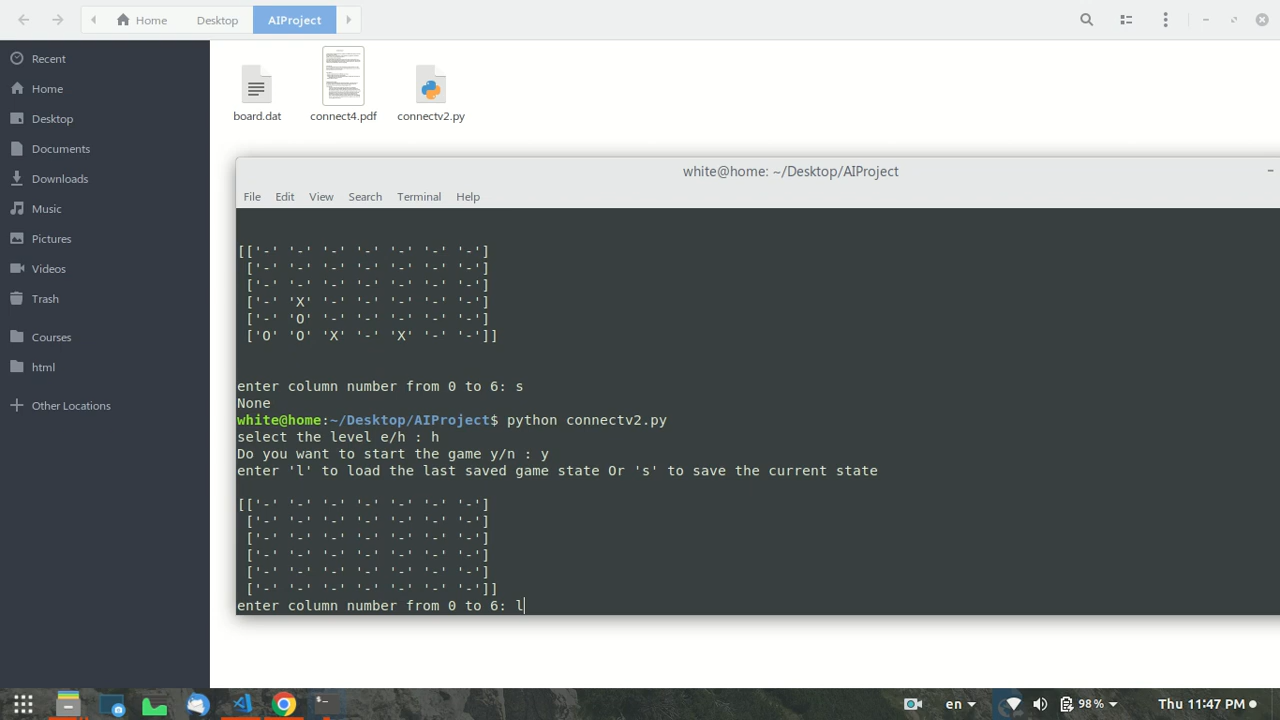 Home Desktop AIProject
Recent
Home
Desktop
Documents
Downloads
Music
Pictures
Videos
Trash
Courses
html
Other Locations
board.dat connect4.pdf connectv2.py
white@home: ~/Desktop/AIProject
File Edit View Search Terminal Help
[['-' '-' '-' '-' '-' '-' '-']
['-' '-' '-' '-' '-' '-' '-']
['-' '-' '-' '-' '-' '-' '-']
['-' 'X' '-' '-' '-' '-' '-']
['-' 'O' '-' '-' '-' '-' '-']
['O' 'O' 'X' '-' 'X' '-' '-']]
enter column number from 0 to 6: s
None
white@home:~/Desktop/AIProject$ python connectv2.py
select the level e/h : h
Do you want to start the game y/n : y
enter 'l' to load the last saved game state Or 's' to save the current state
[['-' '-' '-' '-' '-' '-' '-']
['-' '-' '-' '-' '-' '-' '-']
['-' '-' '-' '-' '-' '-' '-']
['-' '-' '-' '-' '-' '-' '-']
['-' '-' '-' '-' '-' '-' '-']
['-' '-' '-' '-' '-' '-' '-']]
enter column number from 0 to 6: l
en 98% Thu 11:47 PM